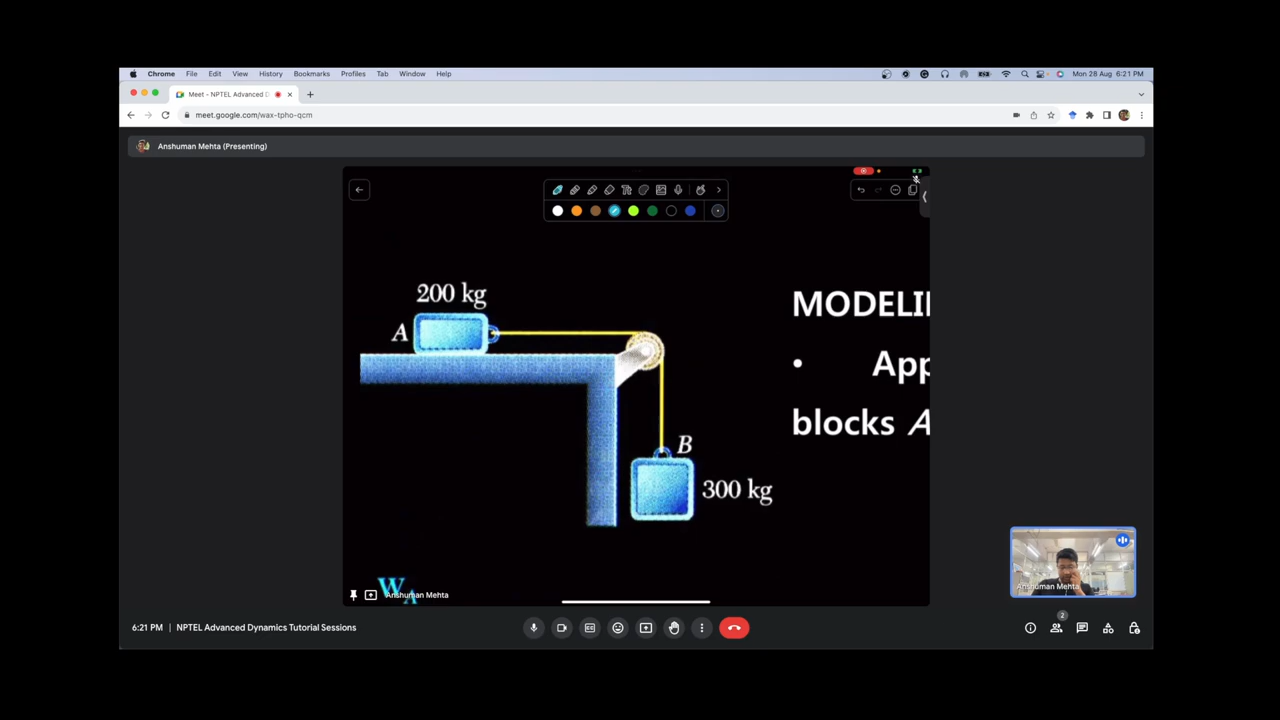 Chrome File Edit View History Bookmarks Profiles Tab Window Help Mon 28 Aug 6:21 PM
Meet - NPTEL Advanced D
meet.google.com/wax-tpho-qcm
Anshuman Mehta (Presenting)
200 kg
A
MODELI
• App
blocks A
B
300 kg
W
A
Anshuman Mehta
Anshuman Mehta
2
6:21 PM | NPTEL Advanced Dynamics Tutorial Sessions